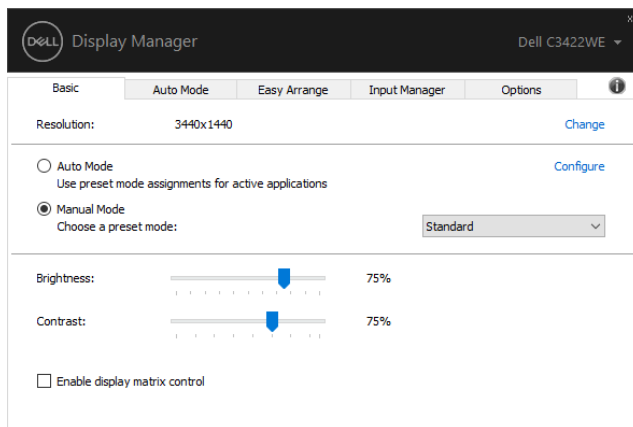 DELL Display Manager Dell C3422WE
Basic Auto Mode Easy Arrange Input Manager Options
Resolution: 3440x1440 Change
Auto Mode Configure
Use preset mode assignments for active applications
Manual Mode
Choose a preset mode: Standard
Brightness: 75%
Contrast: 75%
Enable display matrix control